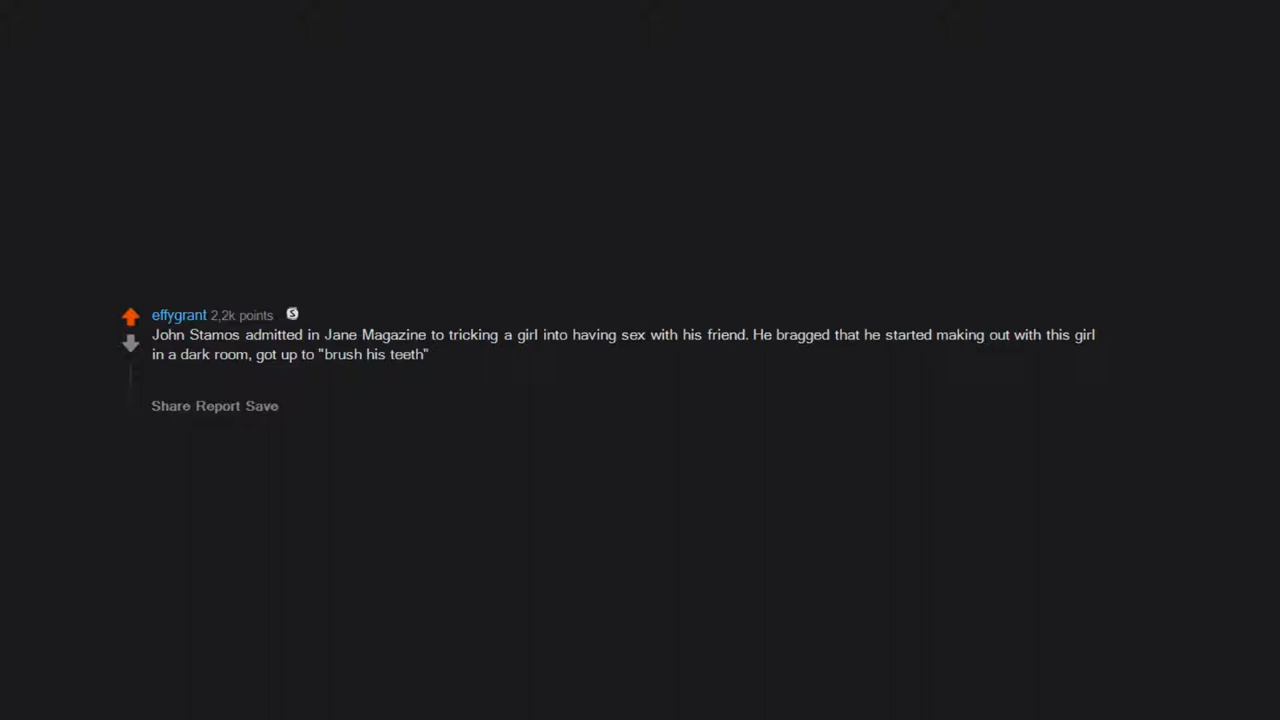 effygrant 2,2k points S
John Stamos admitted in Jane Magazine to tricking a girl into having sex with his friend. He bragged that he started making out with this girl
in a dark room, got up to "brush his teeth"
Share Report Save